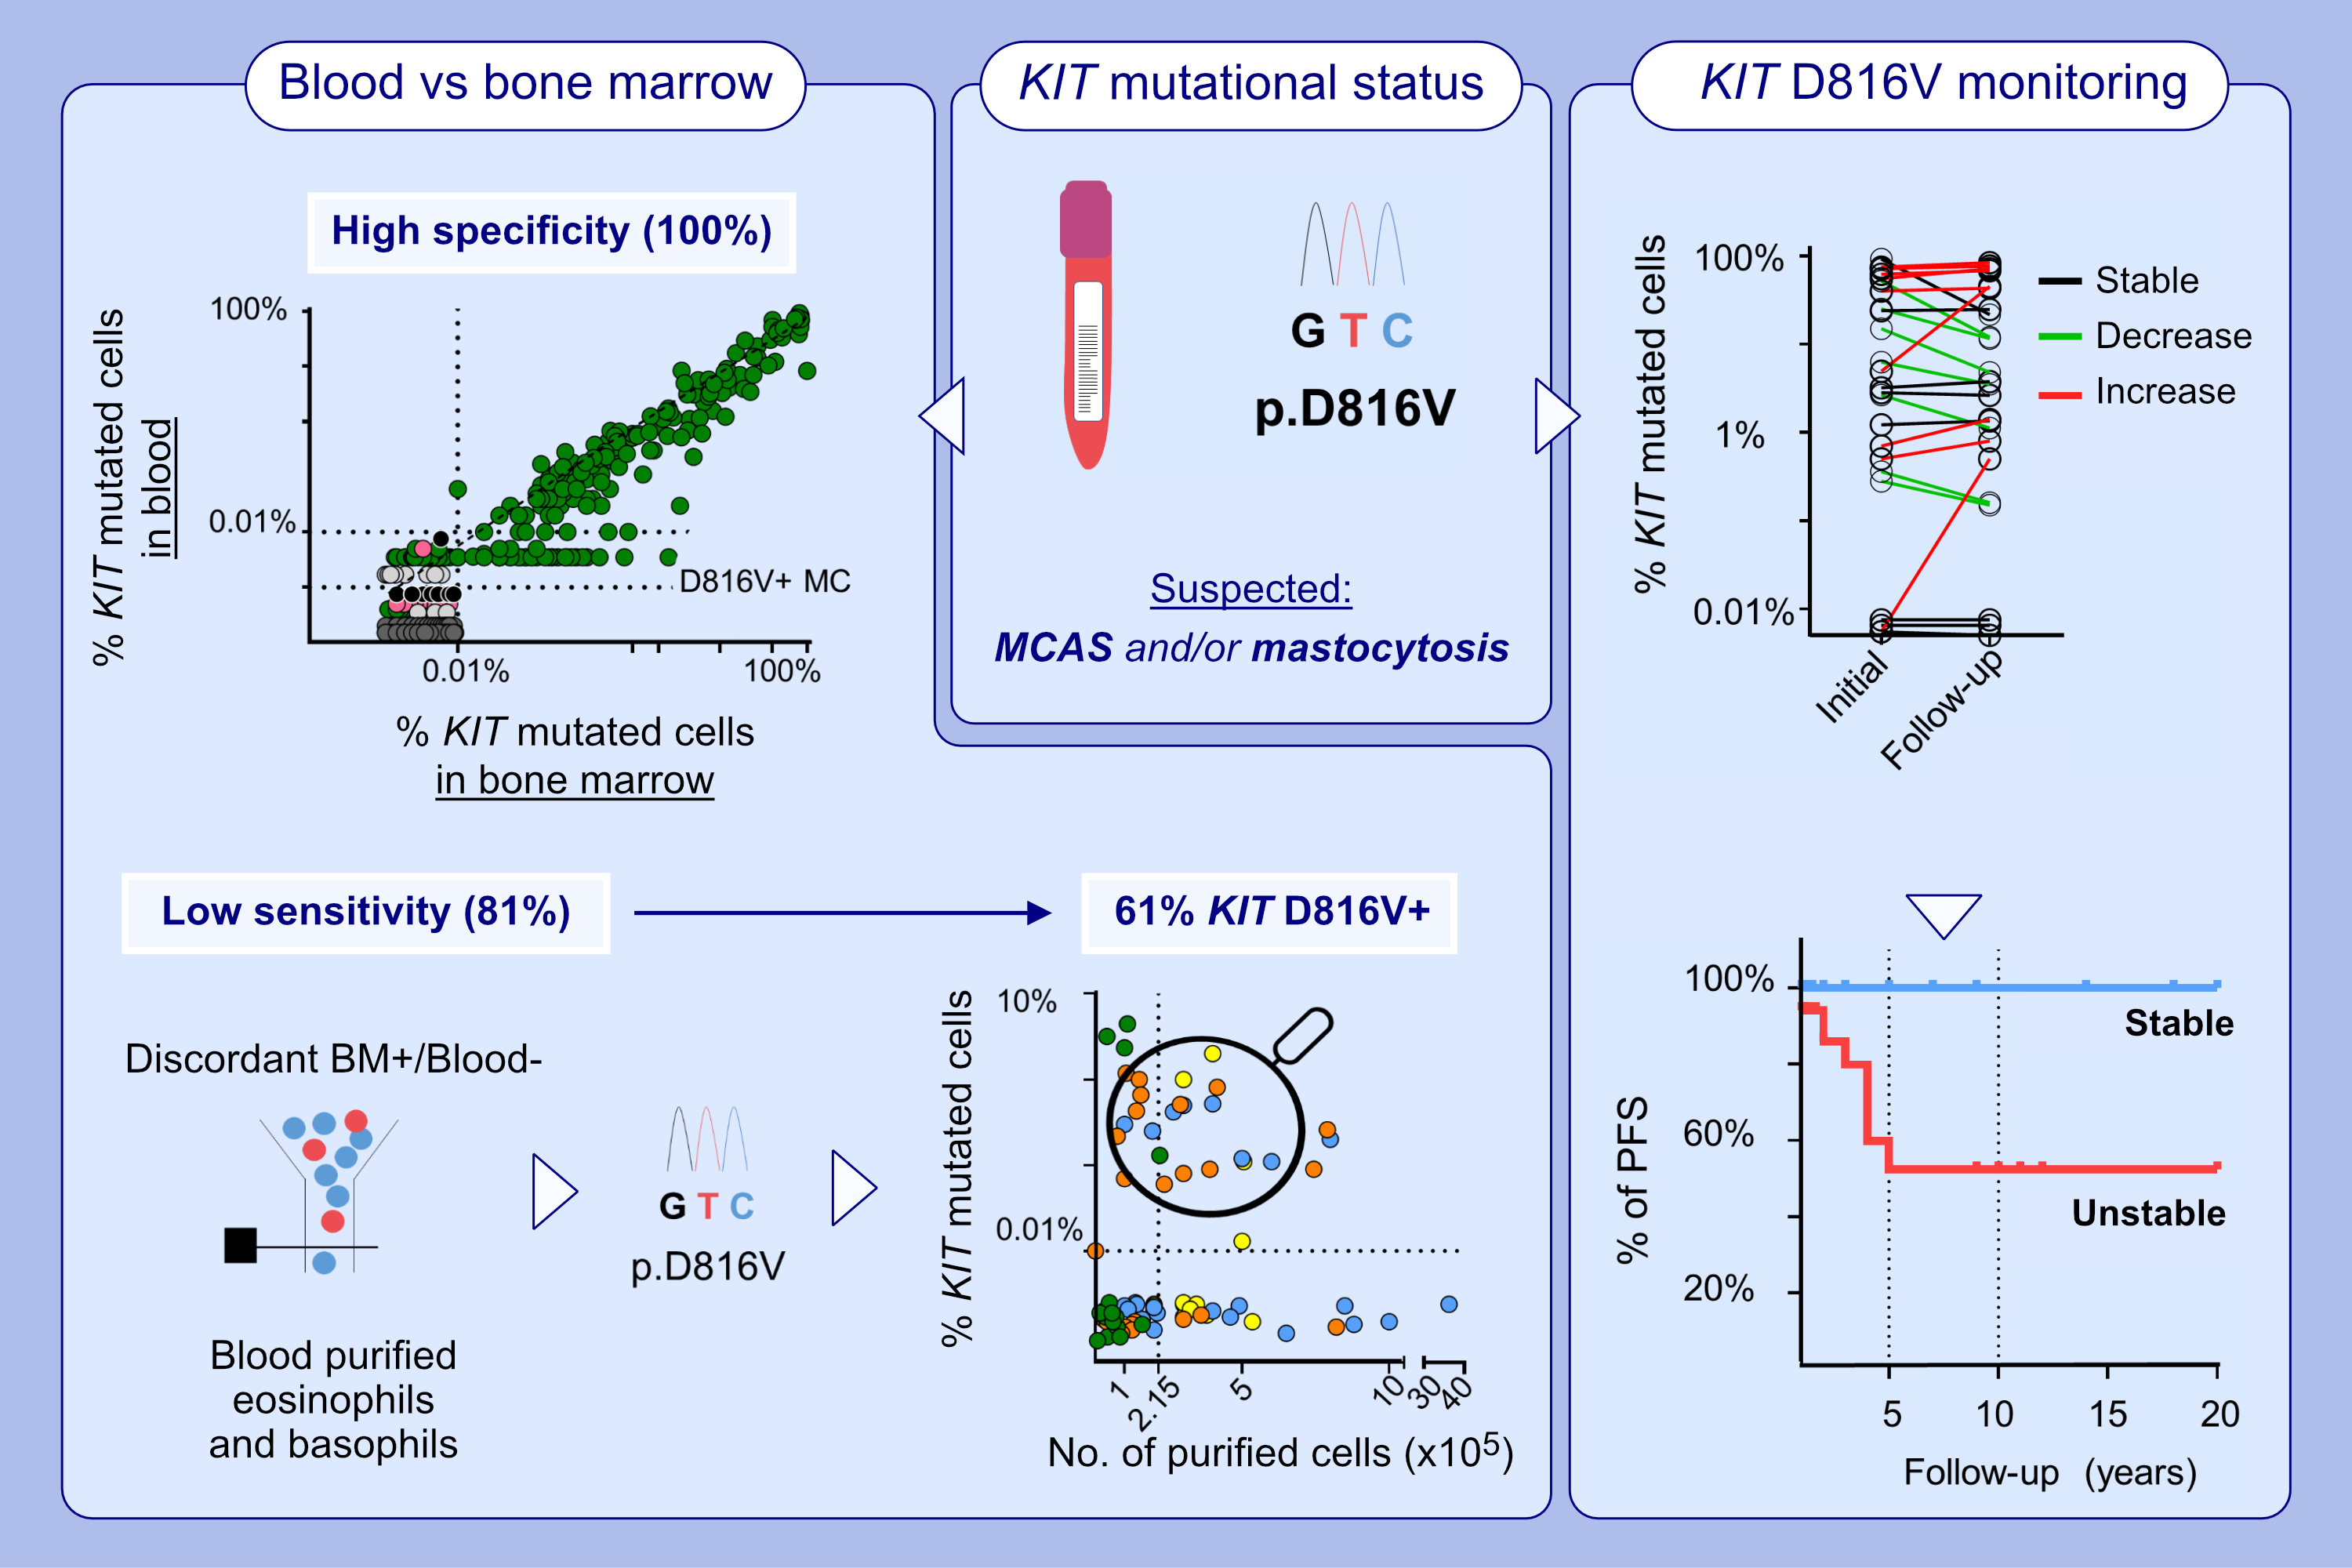 Blood vs bone marrow
High specificity (100%)
% KIT mutated cells
in blood
100%
0.01%
D816V+ MC
0.01%
100%
% KIT mutated cells
in bone marrow
KIT mutational status
G T C
p.D816V
Suspected:
MCAS and/or mastocytosis
Low sensitivity (81%)
61% KIT D816V+
Discordant BM+/Blood-
G T C
p.D816V
Blood purified
eosinophils
and basophils
% KIT mutated cells
10%
0.01%
1
2.15
5
10
30
40
No. of purified cells (x10⁵)
KIT D816V monitoring
% KIT mutated cells
100%
1%
0.01%
Initial
Follow-up
Stable
Decrease
Increase
% of PFS
100%
60%
20%
Stable
Unstable
5
10
15
20
Follow-up (years)